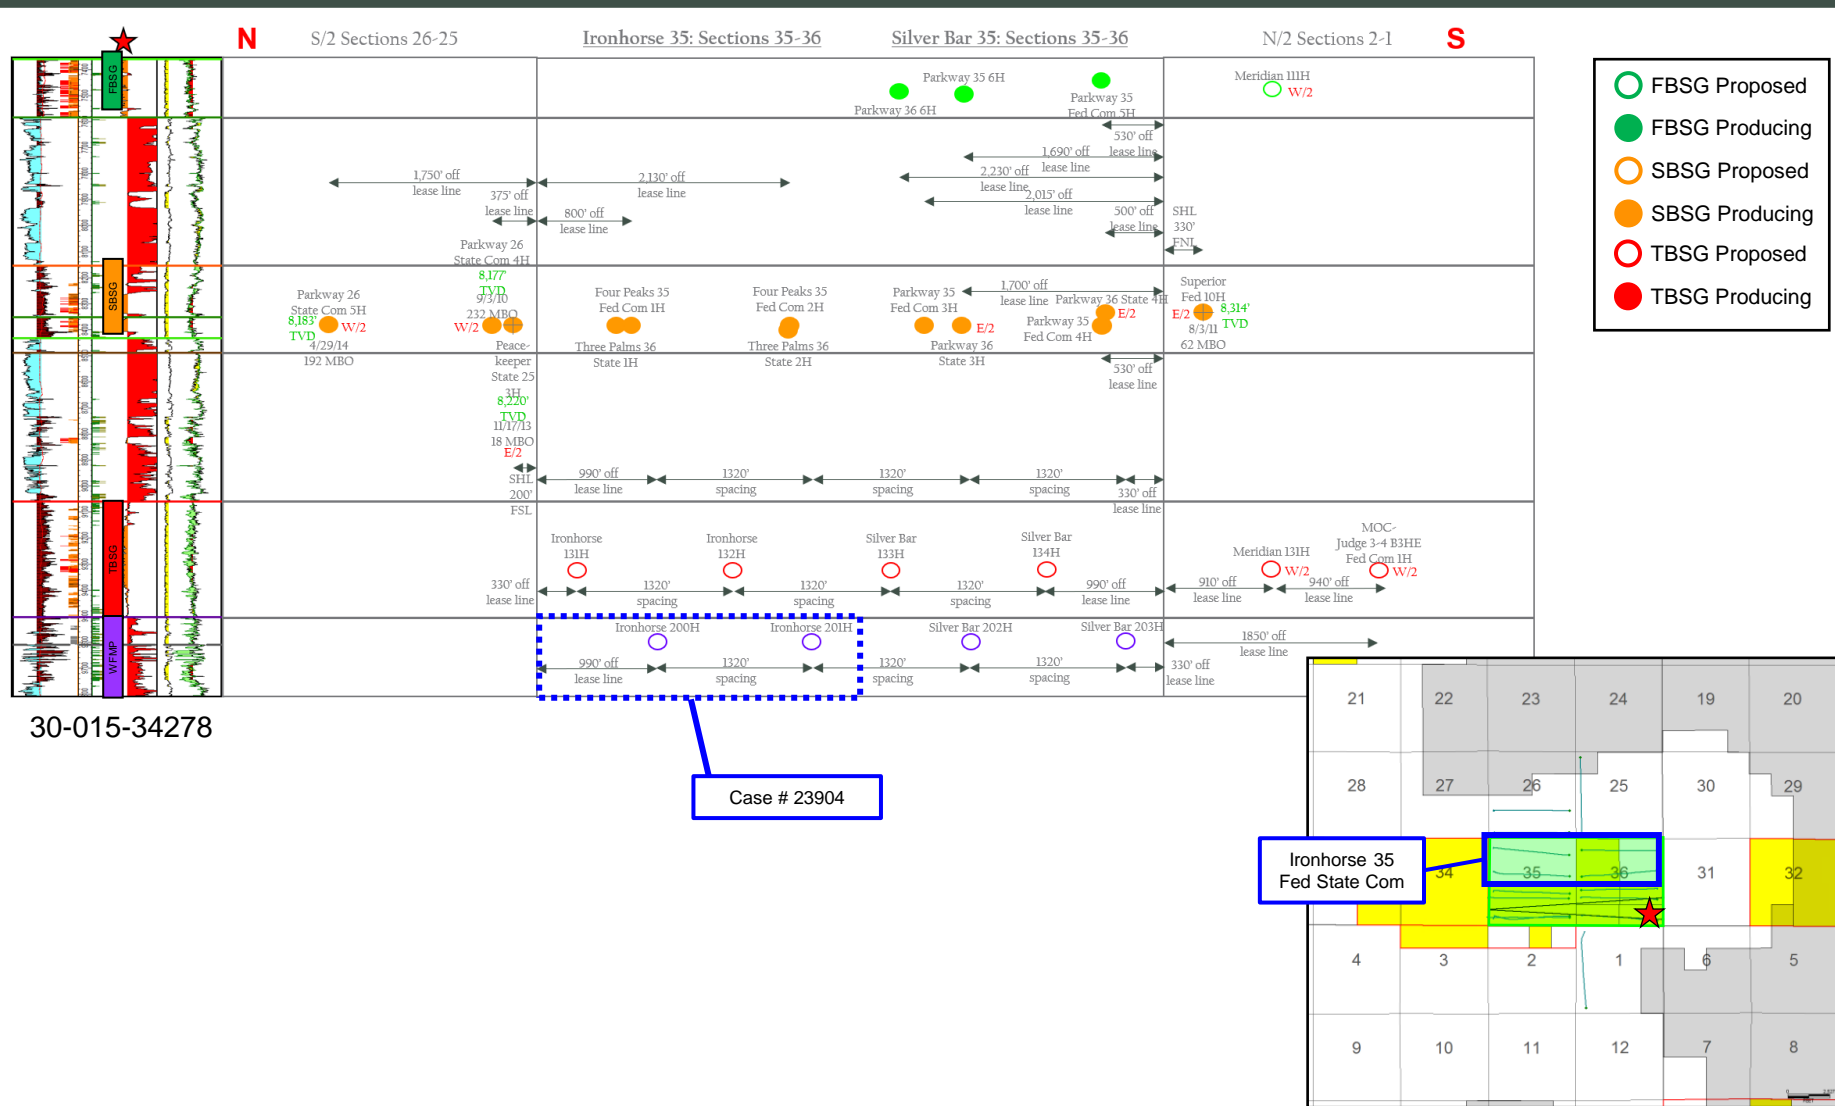 N
S/2 Sections 26-25
Ironhorse 35: Sections 35-36
Silver Bar 35: Sections 35-36
N/2 Sections 2-1
S
FBSG
Parkway 36 6H
Parkway 35 6H
Parkway 35
Fed Com 5H
Meridian 111H
W/2
530' off
lease line
1,690' off
lease line
1,750' off
lease line
2,130' off
lease line
2,230' off
lease line
375' off
lease line
800' off
lease line
2,015' off
lease line
500' off
lease line
SHL
330'
FNL
SBSG
Parkway 26
State Com 5H
8,183'
TVD
W/2
4/29/14
192 MBO
Parkway 26
State Com 4H
8,177'
TVD
9/3/10
232 MBO
W/2
Peace-
keeper
State 25
3H
8,220'
TVD
11/17/13
18 MBO
E/2
SHL
200'
FSL
Four Peaks 35
Fed Com 1H
Three Palms 36
State 1H
Four Peaks 35
Fed Com 2H
Three Palms 36
State 2H
Parkway 35
Fed Com 3H
1,700' off
lease line
E/2
Parkway 36
State 3H
Parkway 36 State 4H
E/2
Parkway 35
Fed Com 4H
Superior
Fed 10H
E/2
8,314'
TVD
8/3/11
62 MBO
530' off
lease line
990' off
lease line
1320'
spacing
1320'
spacing
1320'
spacing
330' off
lease line
TBSG
Ironhorse
131H
Ironhorse
132H
Silver Bar
133H
Silver Bar
134H
Meridian 131H
W/2
MOC-
Judge 3-4 B3HE
Fed Com 1H
W/2
330' off
lease line
1320'
spacing
1320'
spacing
1320'
spacing
990' off
lease line
910' off
lease line
940' off
lease line
WFMP
Ironhorse 200H
Ironhorse 201H
Silver Bar 202H
Silver Bar 203H
990' off
lease line
1320'
spacing
1320'
spacing
1320'
spacing
330' off
lease line
1850' off
lease line
30-015-34278
Case # 23904
FBSG Proposed
FBSG Producing
SBSG Proposed
SBSG Producing
TBSG Proposed
TBSG Producing
21 22 23 24 19 20
28 27 26 25 30 29
Ironhorse 35
Fed State Com
34 35 36 31 32
4 3 2 1 6 5
9 10 11 12 7 8